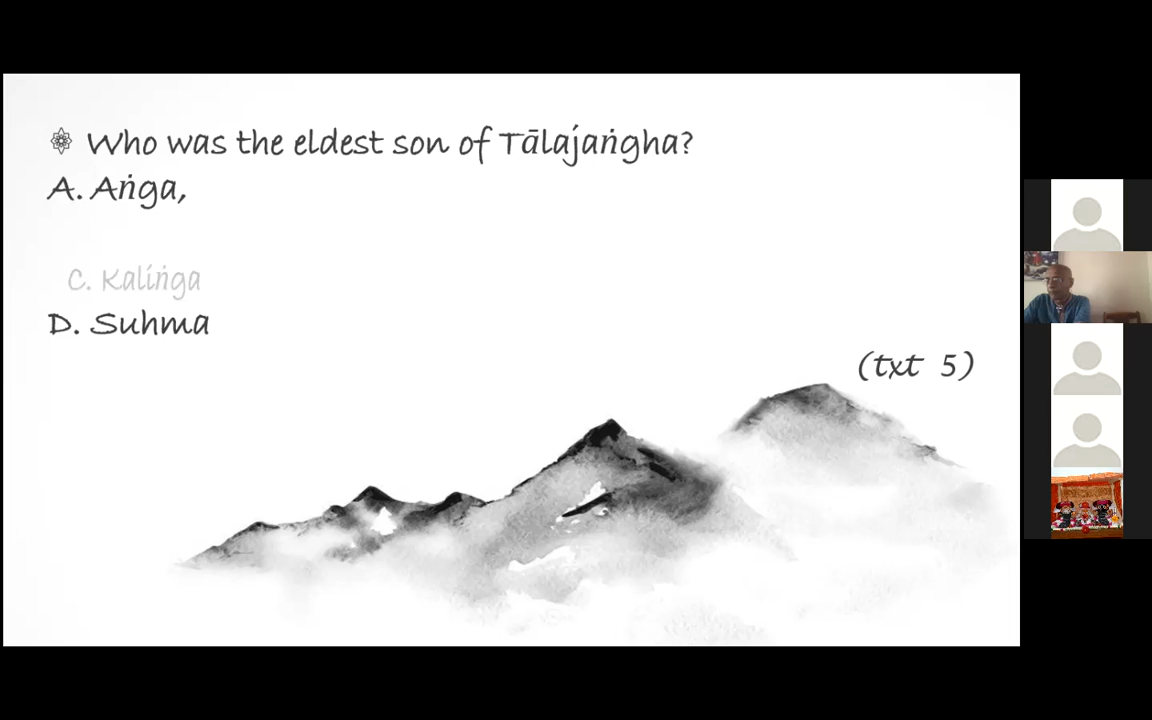 Who was the eldest son of Tālajaṅgha?
A. Aṅga,
C. Kaliṅga
D. Suhma
(txt 5)